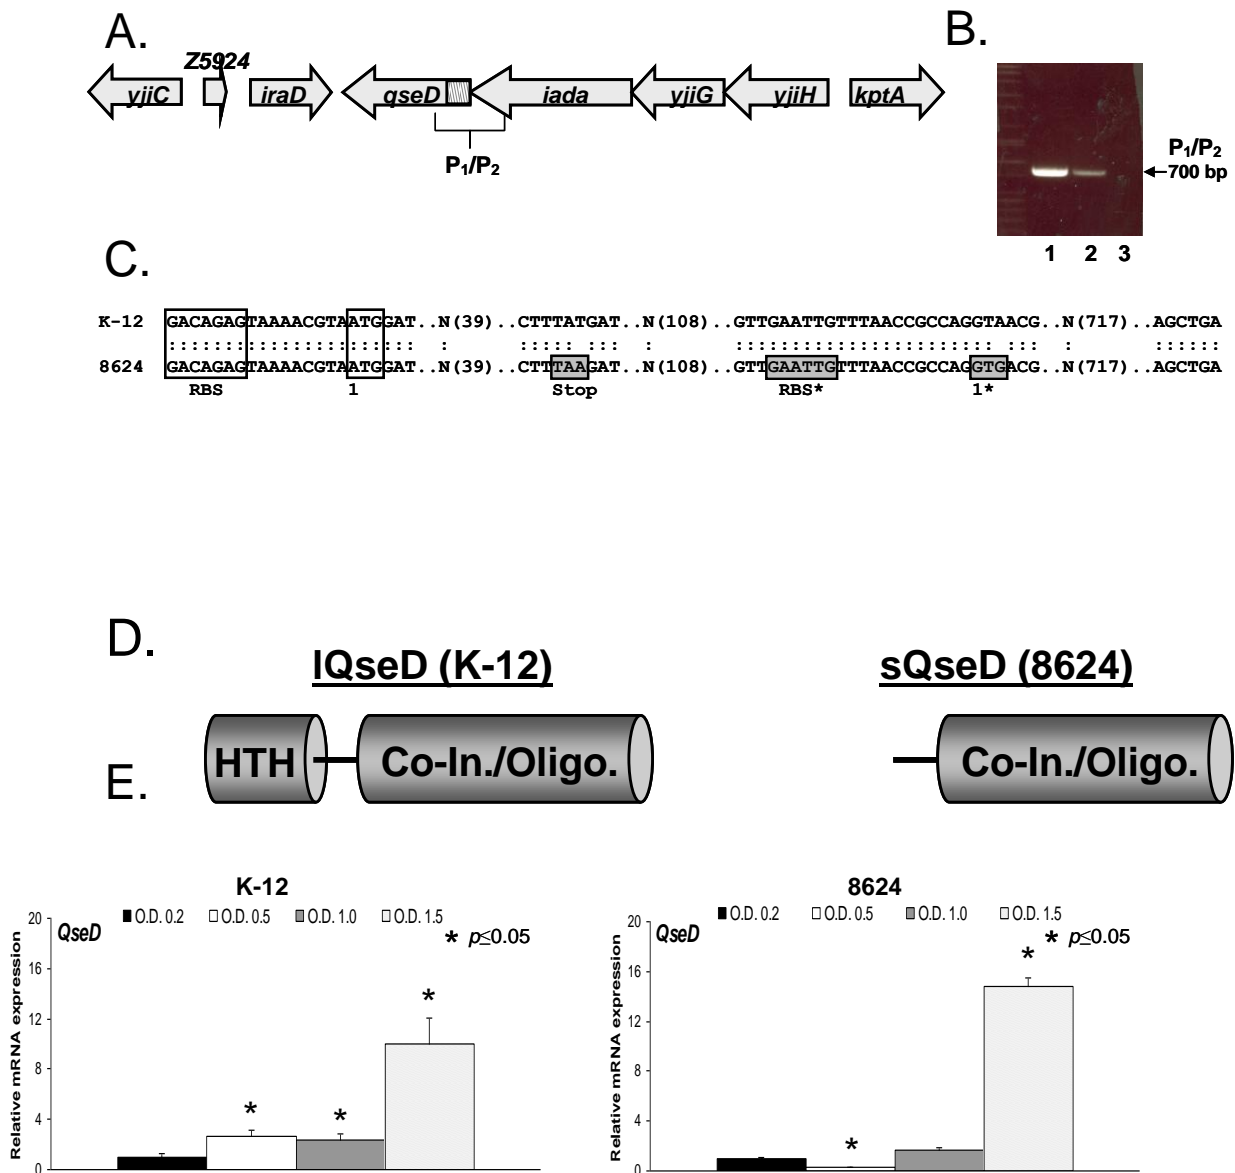 A.
B.
Z5924
yjiC
iraD
qseD
iada
yjiG
yjiH
kptA
P1/P2
P1/P2
700 bp
1 2 3
C.
K-12 GACAGAGTAAAACGTAATGGAT..N(39)..CTTTATGAT..N(108)..GTTGAATTGTTTAACCGCCAGGTAACG..N(717)..AGCTGA
8624 GACAGAGTAAAACGTAATGGAT..N(39)..CTTTAAGAT..N(108)..GTTGAATTGTTTAACCGCCAGGTGACG..N(717)..AGCTGA
RBS 1 Stop RBS* 1*
D.
lQseD (K-12)
sQseD (8624)
HTH
Co-In./Oligo.
Co-In./Oligo.
E.
K-12
O.D. 0.2 O.D. 0.5 O.D. 1.0 O.D. 1.5
QseD
* p≤0.05
Relative mRNA expression
20
16
12
8
4
0
*
*
*
8624
O.D. 0.2 O.D. 0.5 O.D. 1.0 O.D. 1.5
QseD
* p≤0.05
Relative mRNA expression
20
16
12
8
4
0
*
*